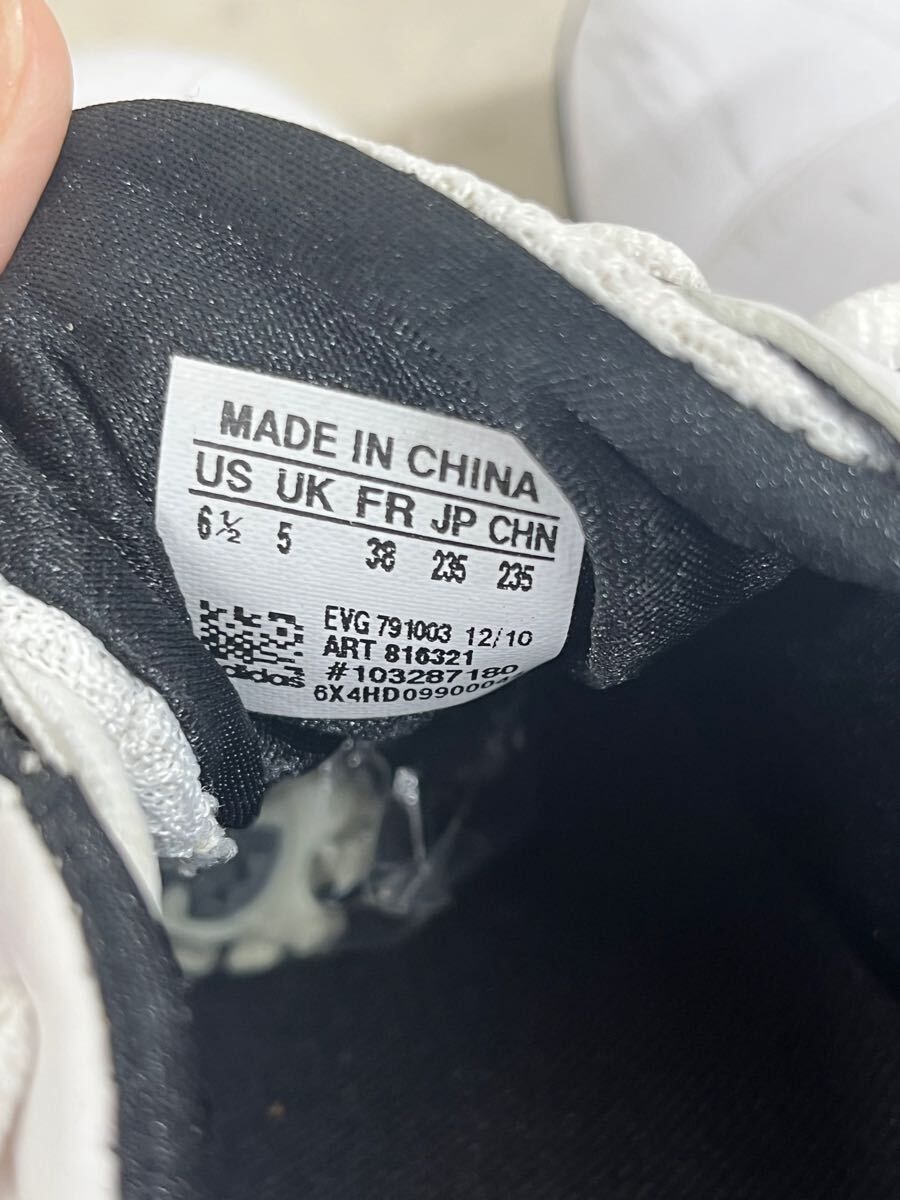 MADE IN CHINA
US UK FR JP CHN
6½ 5 38 235 235
EVG 791003 12/10
ART 816321
#103287180
adidas